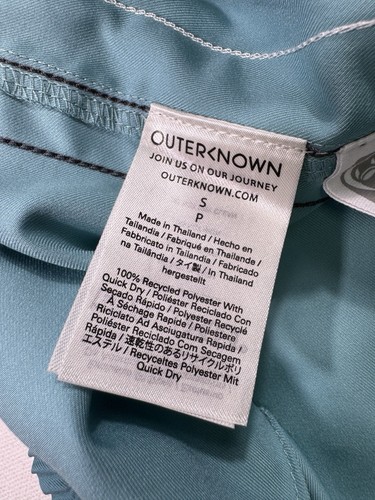 OUTERKNOWN
JOIN US ON OUR JOURNEY
OUTERKNOWN.COM
S
P
Made in Thailand / Hecho en
Tailandia / Fabriqué en Thailande /
Fabbricato in Tailandia / Fabricado
na Tailândia / タイ製 / In Thailand
hergestellt
100% Recycled Polyester With
Quick Dry / Poliéster Reciclado Con
Secado Rápido / Polyester Recyclé
À Séchage Rapide / Poliestere
Riciclato Ad Asougatura Rapida /
Poliéster Reciclado Com Secagem
Rápida / 速乾性のあるリサイクルポリ
エステル / Recyceltes Polyester Mit
Quick Dry